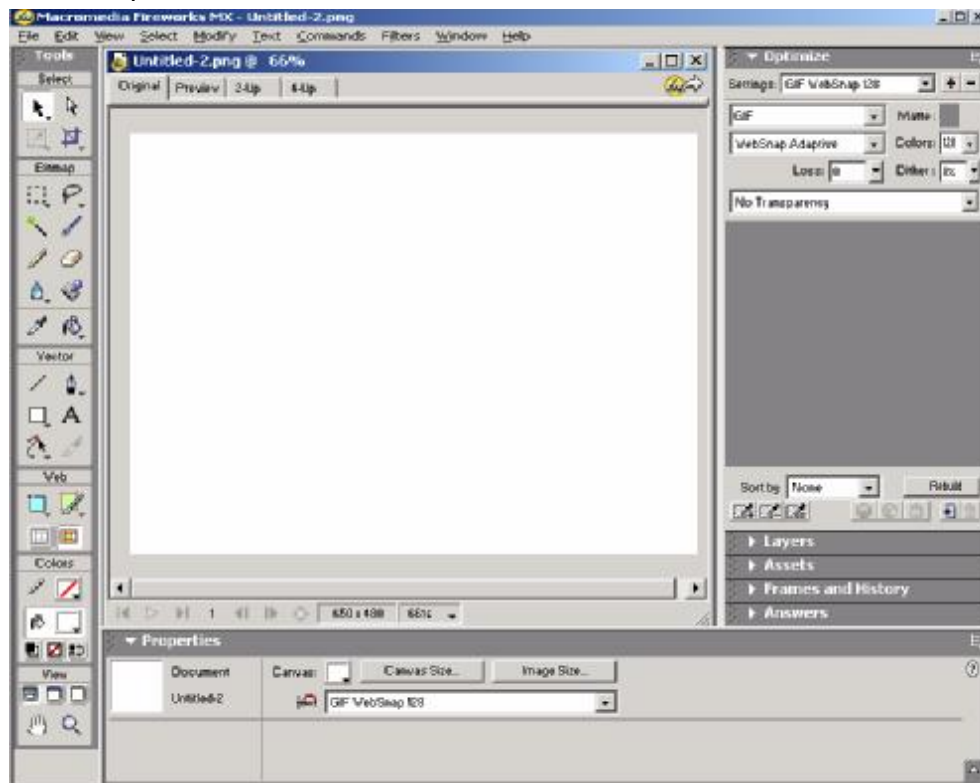 Macromedia Fireworks MX - Untitled-2.png
File Edit View Select Modify Text Commands Filters Window Help
Tools
Select
Bitmap
Vector
Web
Colors
View
Untitled-2.png @ 66%
Original Preview 2-Up 4-Up
1 650 x 480 66%
Optimize
Settings: GIF WebSnap 128
GIF Matte:
WebSnap Adaptive Colors: 128
Loss: Dither:
No Transparency
Sort by: None Rebuild
Layers
Assets
Frames and History
Answers
Properties
Document Canvas: Canvas Size... Image Size...
Untitled-2 GIF WebSnap 128